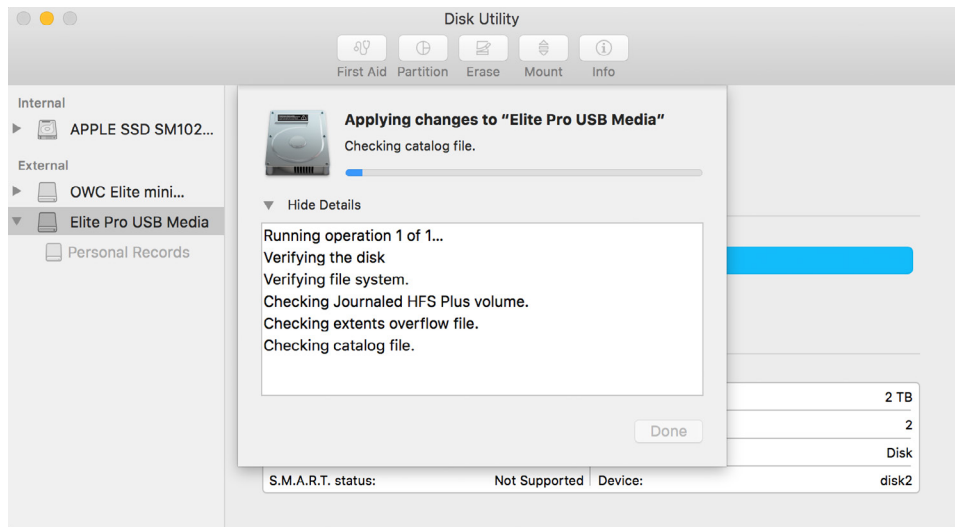 Disk Utility
First Aid Partition Erase Mount Info
Internal
APPLE SSD SM102...
External
OWC Elite mini...
Elite Pro USB Media
Personal Records
Applying changes to “Elite Pro USB Media”
Checking catalog file.
Hide Details
Running operation 1 of 1...
Verifying the disk
Verifying file system.
Checking Journaled HFS Plus volume.
Checking extents overflow file.
Checking catalog file.
Done
2 TB
2
Disk
S.M.A.R.T. status: Not Supported Device: disk2